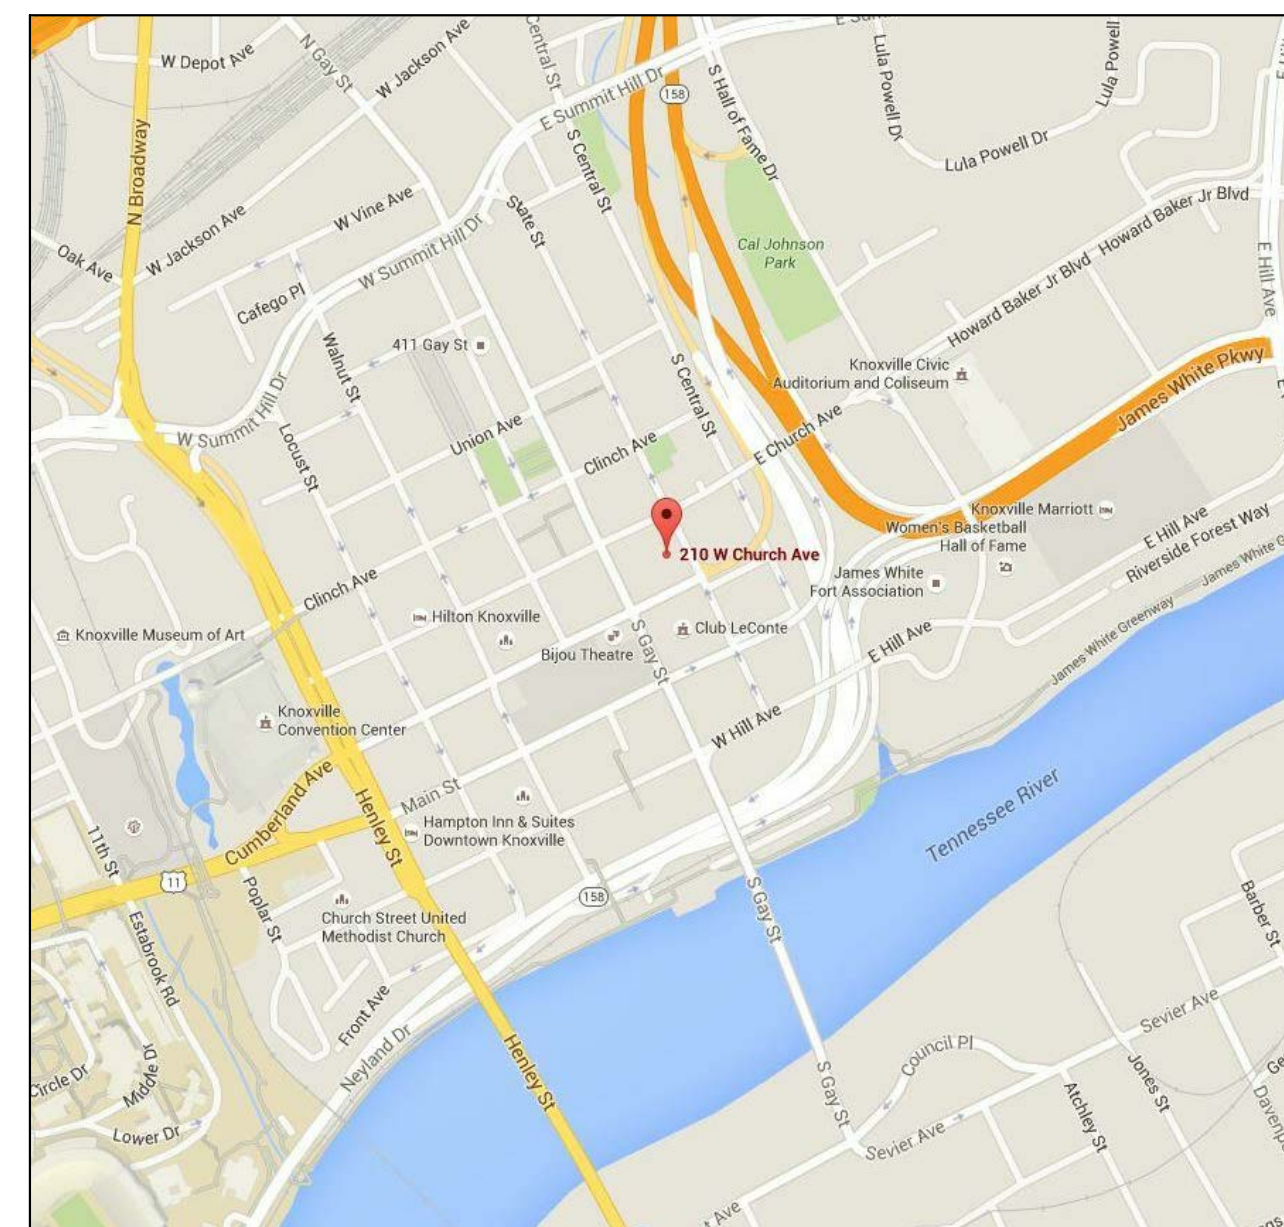 W Depot Ave
N Gay St
W Jackson Ave
Central St
E Summit Hill Dr
158
S Hall of Fame Dr
Lula Powell Dr
Lula Powell
Lula Powell Dr
N Broadway
S Central St
W Vine Ave
State St
W Jackson Ave
Oak Ave
W Summit Hill Dr
Cafego Pl
Cal Johnson
Park
Howard Baker Jr Blvd
Howard Baker Jr Blvd
E Hill Ave
Walnut St
411 Gay St
S Central St
Knoxville Civic
Auditorium and Coliseum
James White Pkwy
W Summit Hill Dr
Locust St
Union Ave
Clinch Ave
E Church Ave
Knoxville Marriott
Women's Basketball
Hall of Fame
E Hill Ave
Riverside Forest Way
James White G
210 W Church Ave
James White
Fort Association
Clinch Ave
Hilton Knoxville
Knoxville Museum of Art
Bijou Theatre
S Gay St
Club LeConte
E Hill Ave
James White Greenway
Knoxville
Convention Center
W Hill Ave
Cumberland Ave
Main St
Henley St
Hampton Inn & Suites
Downtown Knoxville
Tennessee River
11th St
11
158
Poplar St
Church Street United
Methodist Church
S Gay St
Barber St
Estabrook Rd
Front Ave
Neyland Dr
Sevier Ave
Circle Dr
Middle Dr
Lower Dr
Henley St
S Gay St
Council Pl
Atchley St
Jones St
Sevier Ave
Davenp